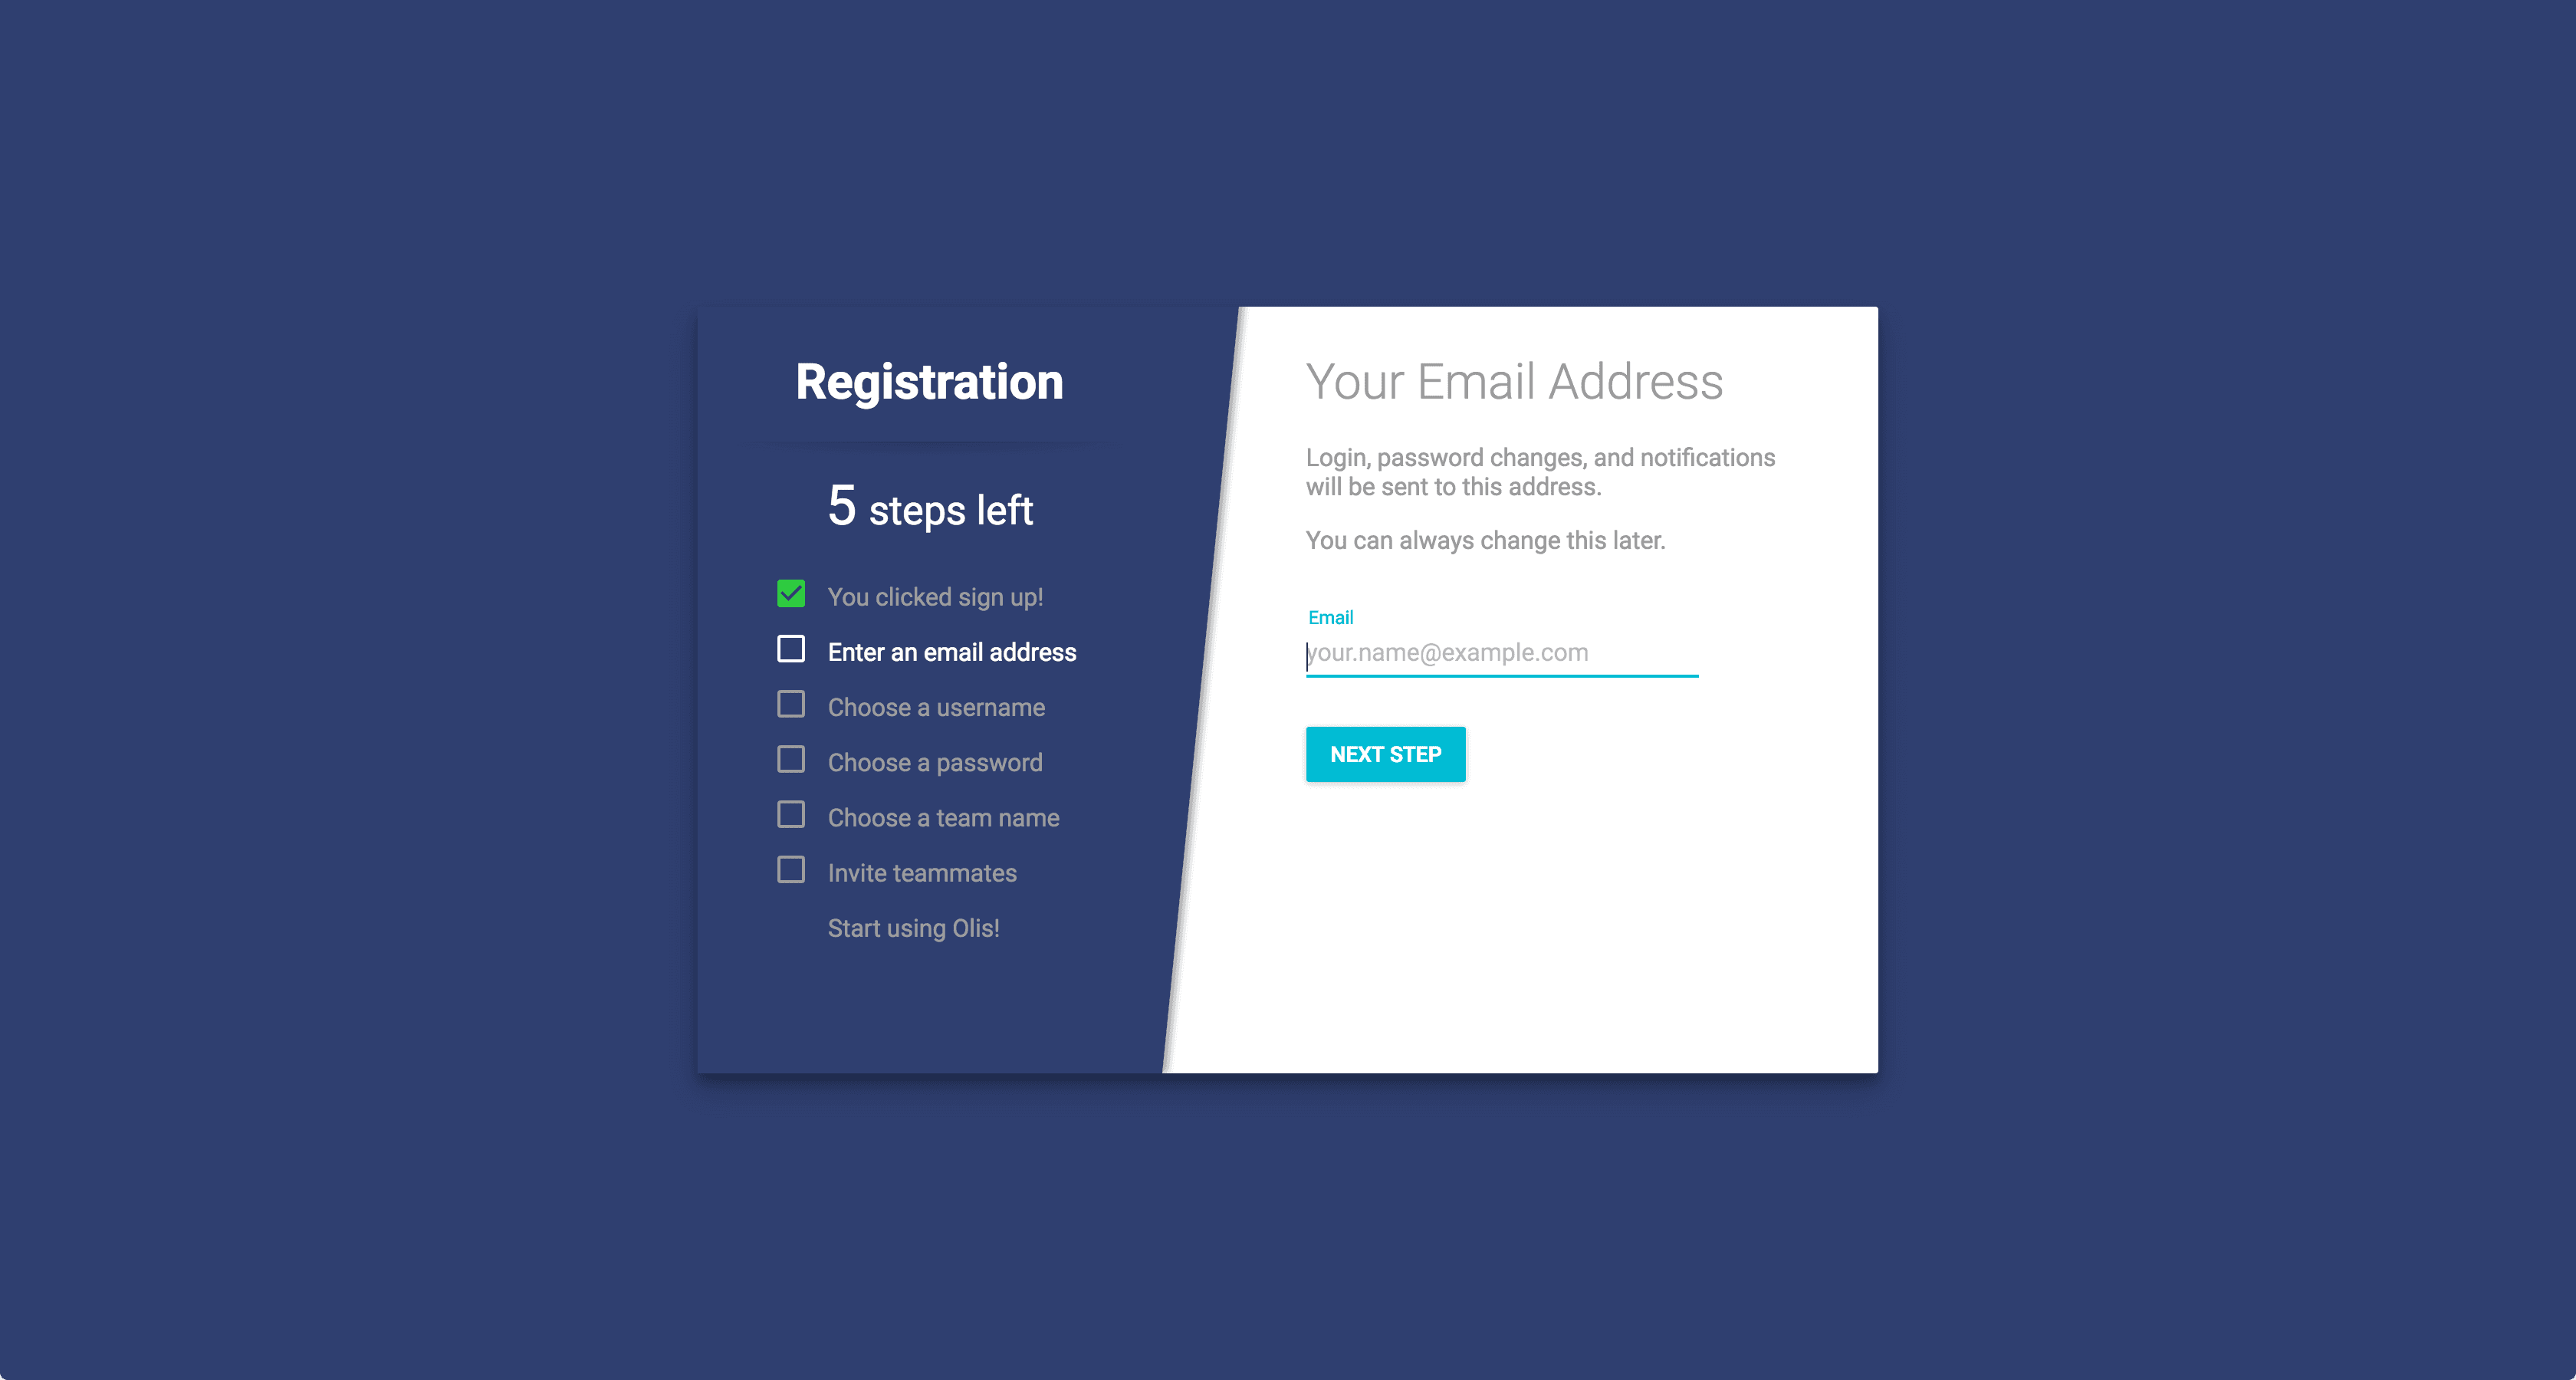 Registration
5 steps left
You clicked sign up!
Enter an email address
Choose a username
Choose a password
Choose a team name
Invite teammates
Start using Olis!
Your Email Address
Login, password changes, and notifications
will be sent to this address.
You can always change this later.
Email
your.name@example.com
NEXT STEP